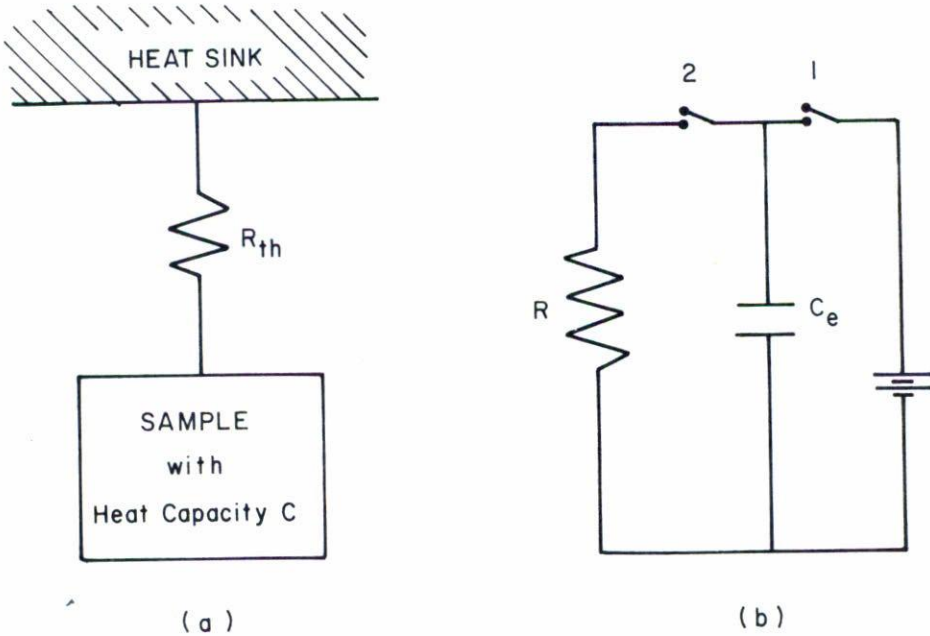 HEAT SINK
R_th
SAMPLE
with
Heat Capacity C
(a)
2
1
R
C_e
(b)